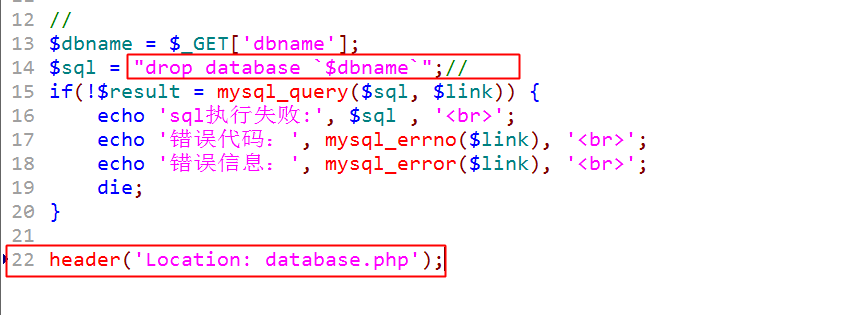 12 //
13 $dbname = $_GET['dbname'];
14 $sql = "drop database `$dbname`";//
15 if(!$result = mysql_query($sql, $link)) {
16 echo 'sql执行失败:', $sql , '<br>';
17 echo '错误代码：', mysql_errno($link), '<br>';
18 echo '错误信息：', mysql_error($link), '<br>';
19 die;
20 }
21
22 header('Location: database.php');